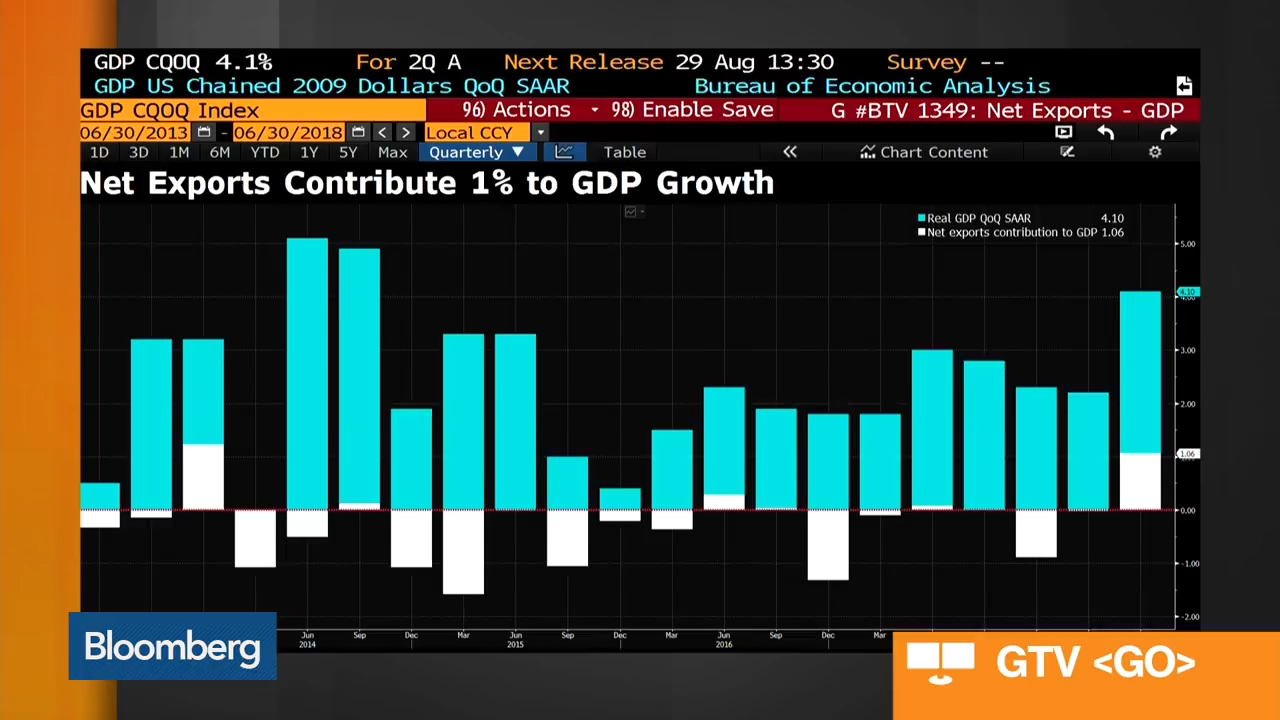 GDP CQOQ 4.1% For 2Q A Next Release 29 Aug 13:30 Survey --
GDP US Chained 2009 Dollars QoQ SAAR Bureau of Economic Analysis
GDP CQOQ Index 96) Actions 98) Enable Save G #BTV 1349: Net Exports - GDP
06/30/2013 - 06/30/2018 < > Local CCY
1D 3D 1M 6M YTD 1Y 5Y Max Quarterly ▼ Table « Chart Content
Net Exports Contribute 1% to GDP Growth
Real GDP QoQ SAAR 4.10
Net exports contribution to GDP 1.06
5.00
4.10
4.00
3.00
2.00
1.06
0.00
-1.00
-2.00
Jun Sep Dec Mar Jun Sep Dec Mar Jun Sep Dec Mar
2014 2015 2016
Bloomberg
GTV <GO>